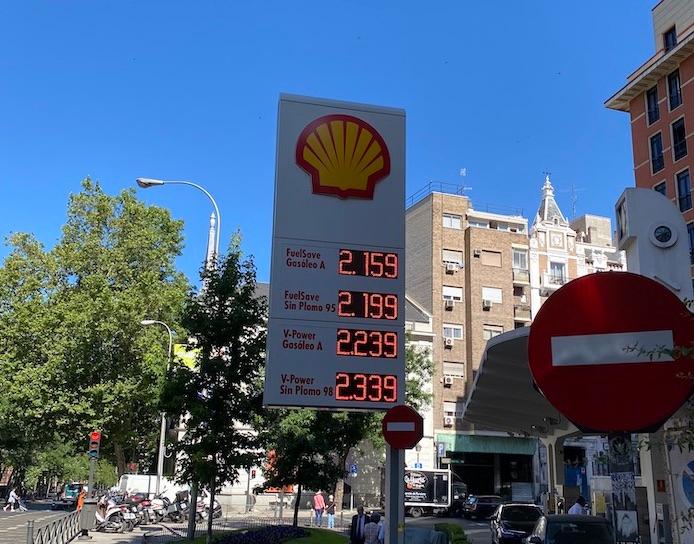 FuelSave
Gasóleo A 2.159
FuelSave
Sin Plomo 95 2.199
V-Power
Gasóleo A 2.239
V-Power
Sin Plomo 98 2.339